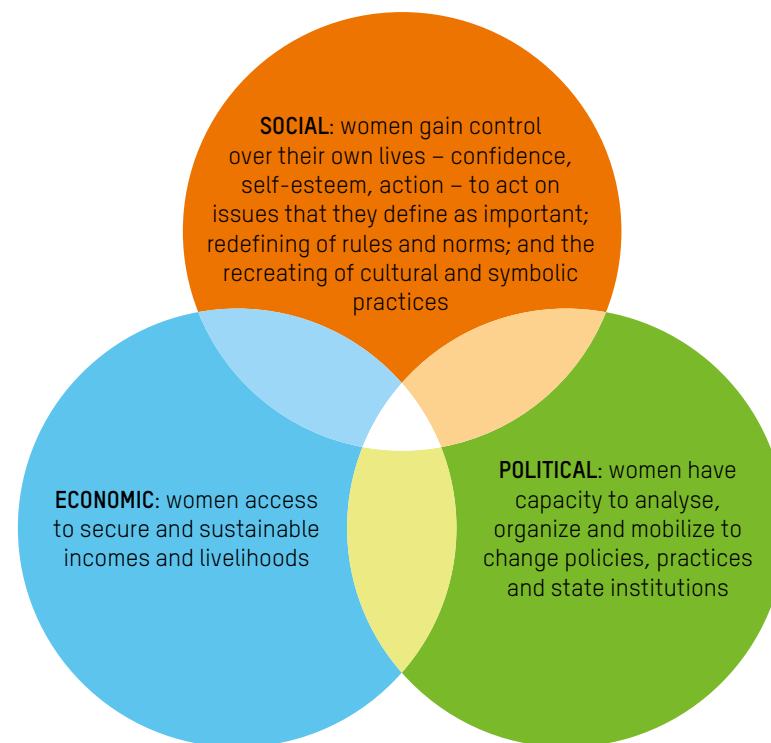 SOCIAL: women gain control
over their own lives – confidence,
self-esteem, action – to act on
issues that they define as important;
redefining of rules and norms; and the
recreating of cultural and symbolic
practices
ECONOMIC: women access
to secure and sustainable
incomes and livelihoods
POLITICAL: women have
capacity to analyse,
organize and mobilize to
change policies, practices
and state institutions